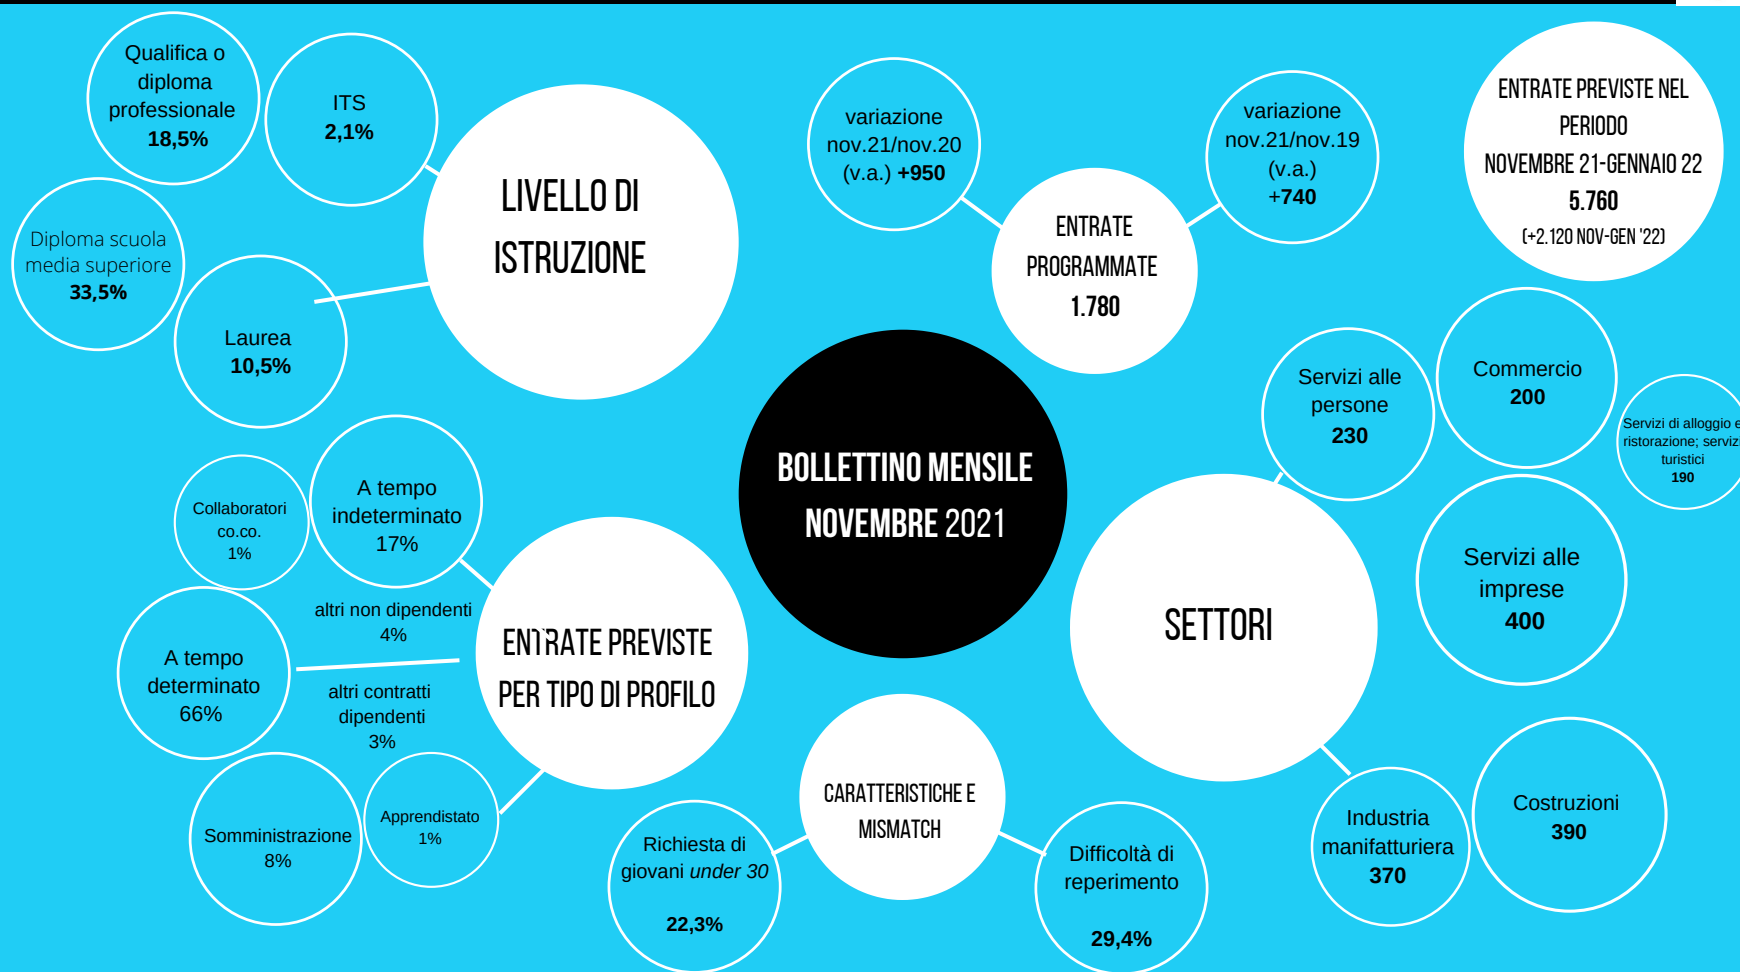 Qualifica o
diploma
professionale
18,5%
ITS
2,1%
LIVELLO DI
ISTRUZIONE
Diploma scuola
media superiore
33,5%
Laurea
10,5%
variazione
nov.21/nov.20
(v.a.) +950
variazione
nov.21/nov.19
(v.a.)
+740
ENTRATE
PROGRAMMATE
1.780
ENTRATE PREVISTE NEL
PERIODO
NOVEMBRE 21-GENNAIO 22
5.760
(+2.120 NOV-GEN '22)
BOLLETTINO MENSILE
NOVEMBRE 2021
Servizi alle
persone
230
Commercio
200
Servizi di alloggio e
ristorazione; servizi
turistici
190
Servizi alle
imprese
400
SETTORI
Industria
manifatturiera
370
Costruzioni
390
Collaboratori
co.co.
1%
A tempo
indeterminato
17%
altri non dipendenti
4%
A tempo
determinato
66%
altri contratti
dipendenti
3%
Somministrazione
8%
Apprendistato
1%
ENTRATE PREVISTE
PER TIPO DI PROFILO
CARATTERISTICHE E
MISMATCH
Richiesta di
giovani under 30
22,3%
Difficoltà di
reperimento
29,4%